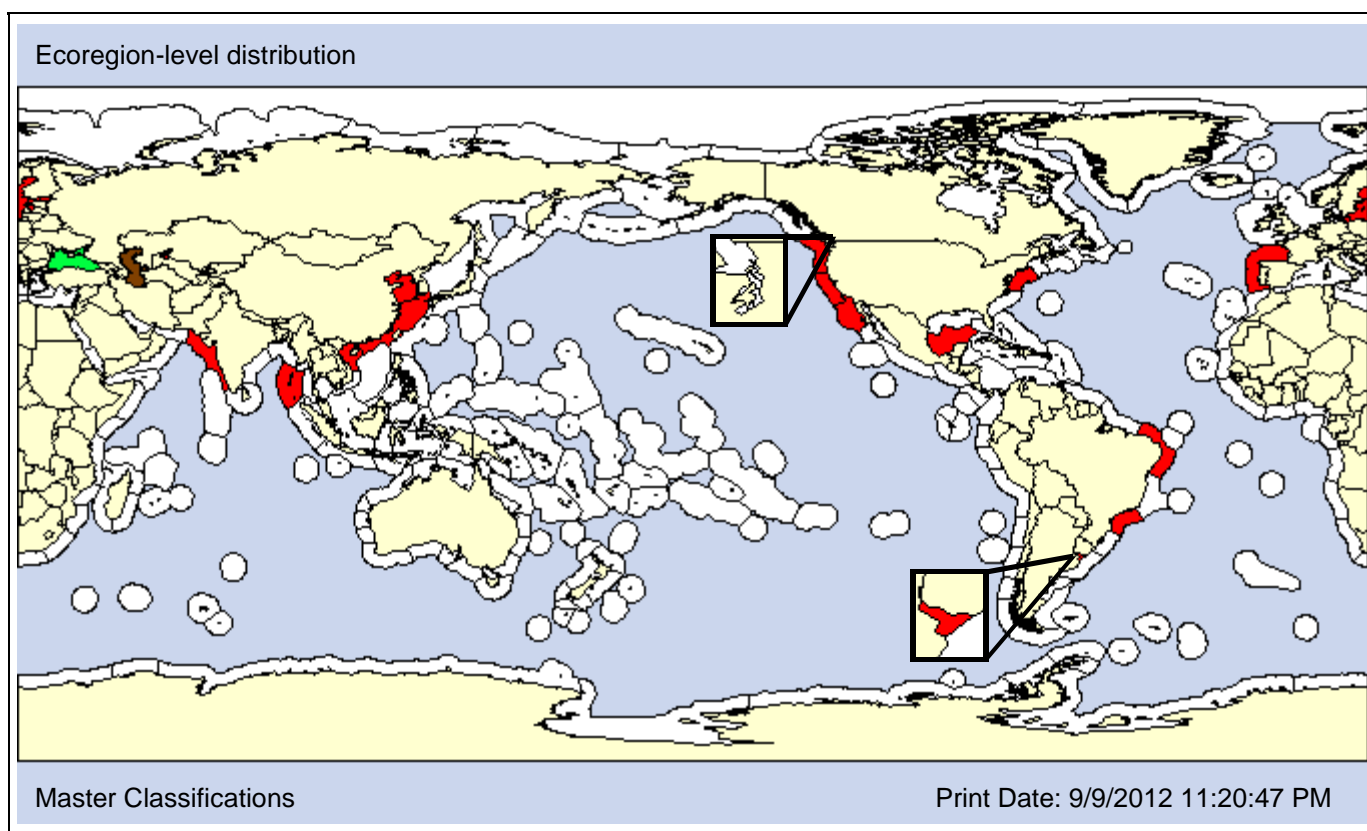 Ecoregion-level distribution
Master Classifications
Print Date: 9/9/2012 11:20:47 PM